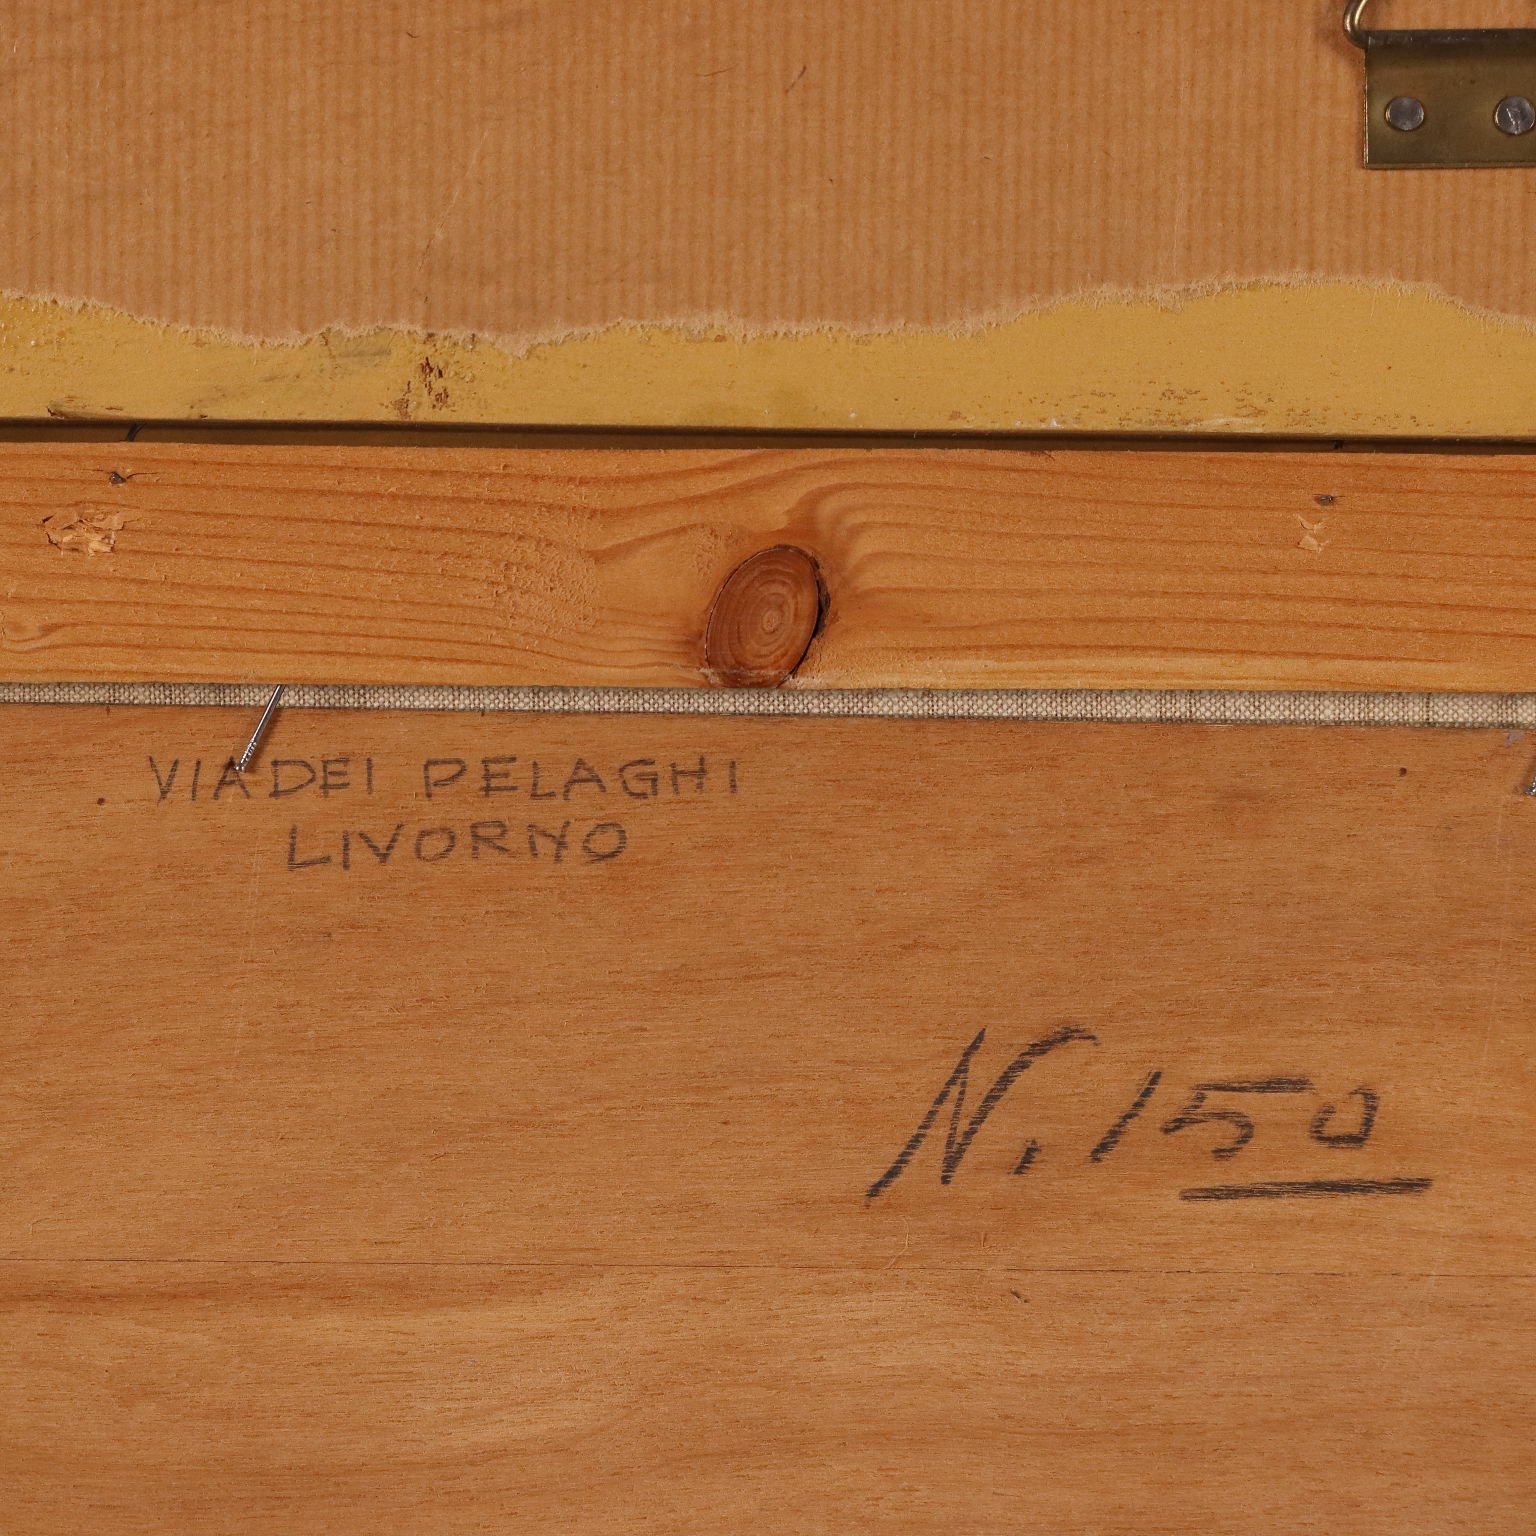 VIA DEI PELAGHI
LIVORNO
N. 150